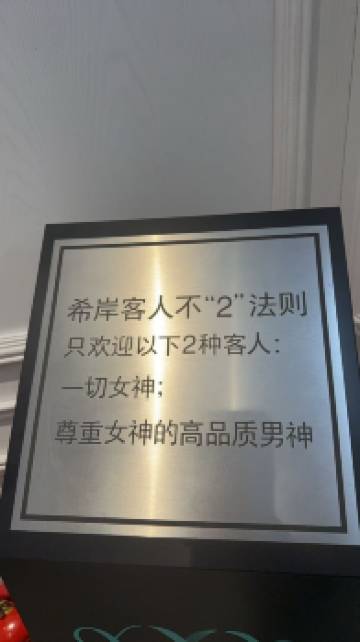 希岸客人不“2”法则
只欢迎以下2种客人：
一切女神；
尊重女神的高品质男神